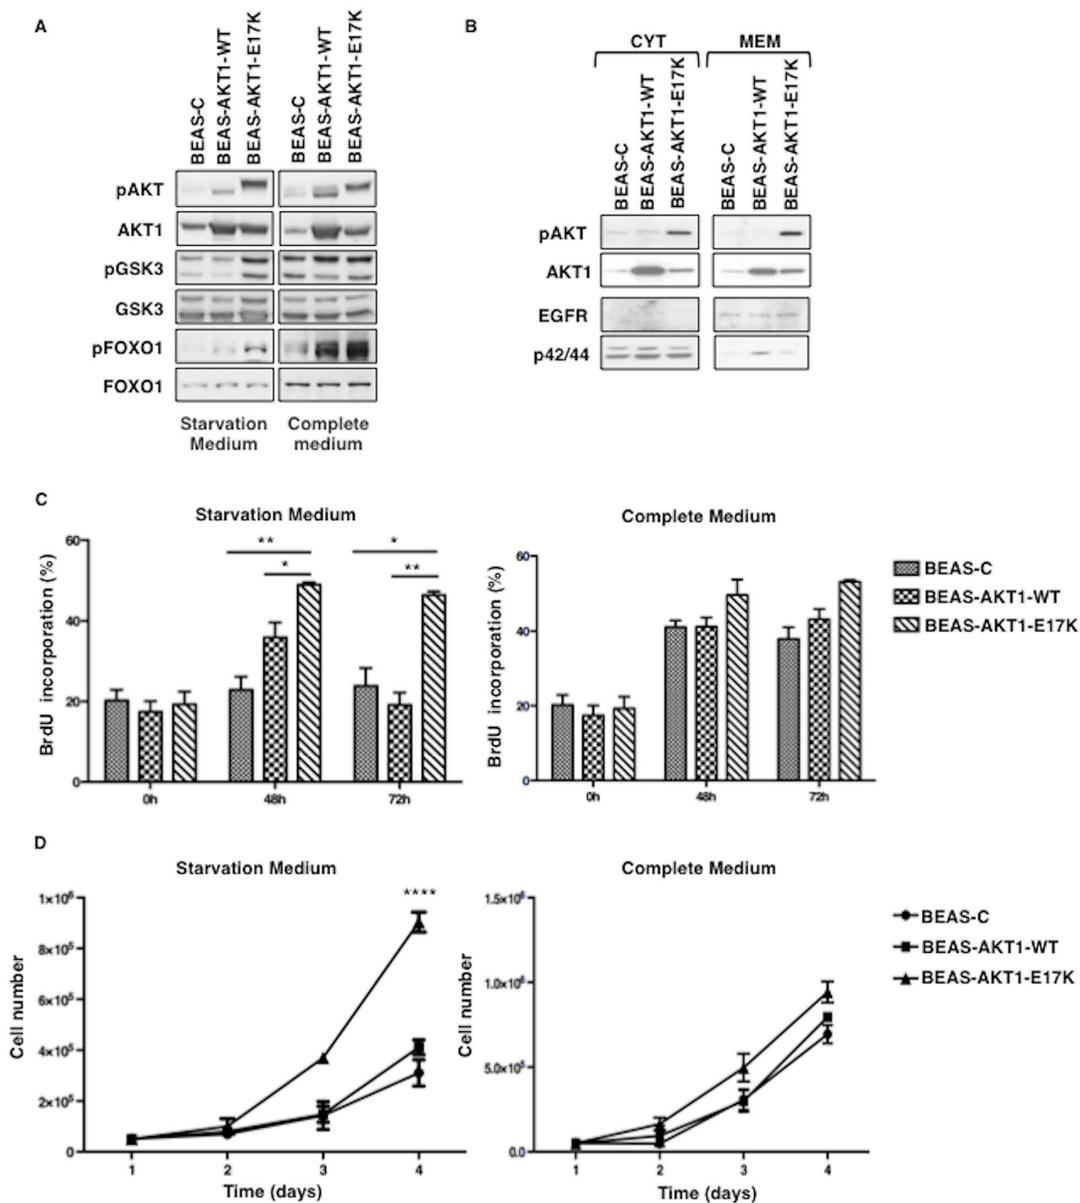 A
BEAS-C
BEAS-AKT1-WT
BEAS-AKT1-E17K
BEAS-C
BEAS-AKT1-WT
BEAS-AKT1-E17K
pAKT
AKT1
pGSK3
GSK3
pFOXO1
FOXO1
Starvation
Medium
Complete
medium
B
CYT
MEM
BEAS-C
BEAS-AKT1-WT
BEAS-AKT1-E17K
BEAS-C
BEAS-AKT1-WT
BEAS-AKT1-E17K
pAKT
AKT1
EGFR
p42/44
C
Starvation Medium
BrdU incorporation (%)
60
40
20
0
** 
*
*
**
0h
48h
72h
Complete Medium
BrdU incorporation (%)
60
40
20
0
0h
48h
72h
BEAS-C
BEAS-AKT1-WT
BEAS-AKT1-E17K
D
Starvation Medium
Cell number
1×10⁶
8×10⁵
6×10⁵
4×10⁵
2×10⁵
0
****
1
2
3
4
Time (days)
Complete Medium
Cell number
1.5×10⁶
1.0×10⁶
5.0×10⁵
0.0
1
2
3
4
Time (days)
BEAS-C
BEAS-AKT1-WT
BEAS-AKT1-E17K